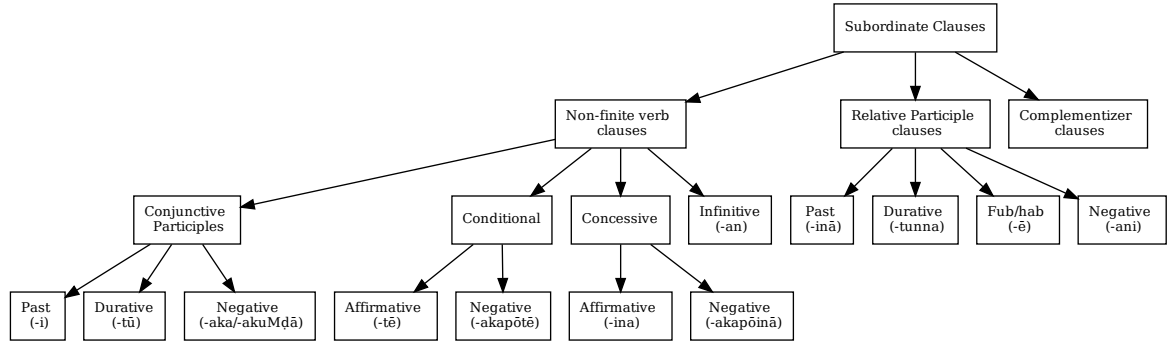 Subordinate Clauses
Non-finite verb
clauses
Relative Participle
clauses
Complementizer
clauses
Conjunctive
Participles
Conditional
Concessive
Infinitive
(-an)
Past
(-inā)
Durative
(-tunna)
Fub/hab
(-ē)
Negative
(-ani)
Past
(-i)
Durative
(-tū)
Negative
(-aka/-akuMḍā)
Affirmative
(-tē)
Negative
(-akapōtē)
Affirmative
(-ina)
Negative
(-akapōinā)